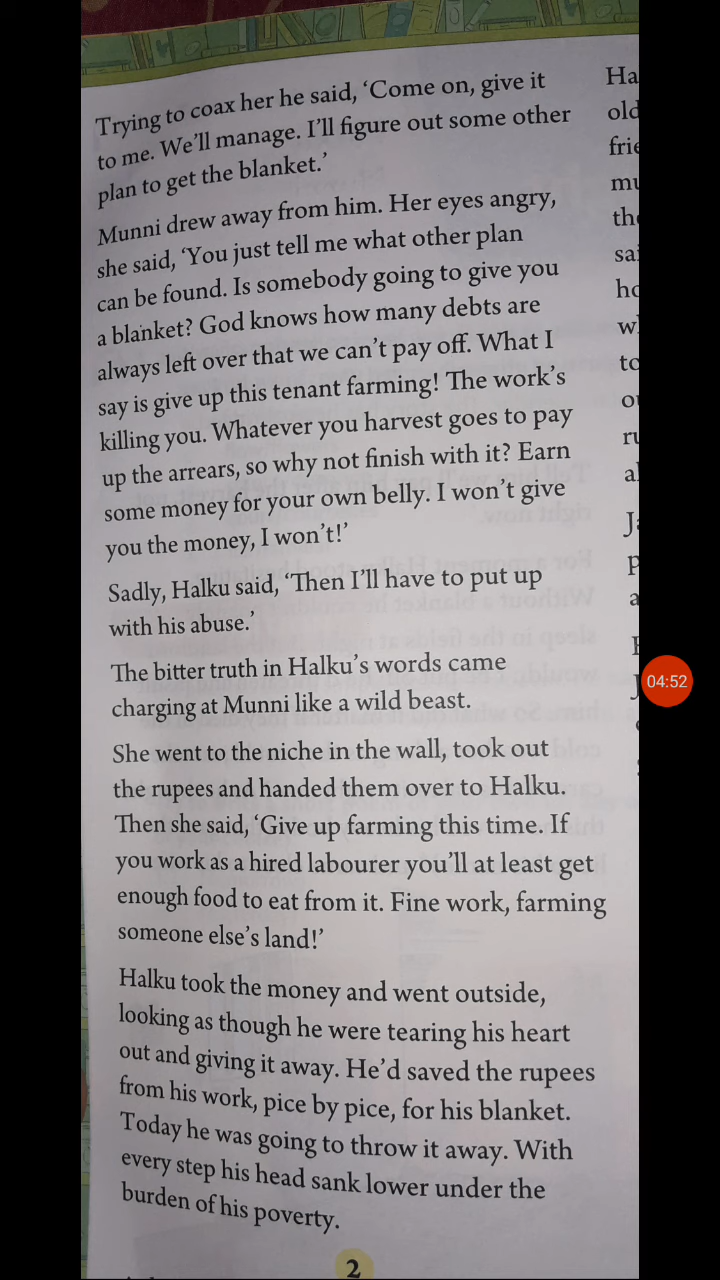 Trying to coax her he said, ‘Come on, give it
to me. We’ll manage. I’ll figure out some other
plan to get the blanket.’
Munni drew away from him. Her eyes angry,
she said, ‘You just tell me what other plan
can be found. Is somebody going to give you
a blanket? God knows how many debts are
always left over that we can’t pay off. What I
say is give up this tenant farming! The work’s
killing you. Whatever you harvest goes to pay
up the arrears, so why not finish with it? Earn
some money for your own belly. I won’t give
you the money, I won’t!’
Sadly, Halku said, ‘Then I’ll have to put up
with his abuse.’
The bitter truth in Halku’s words came
charging at Munni like a wild beast.
She went to the niche in the wall, took out
the rupees and handed them over to Halku.
Then she said, ‘Give up farming this time. If
you work as a hired labourer you’ll at least get
enough food to eat from it. Fine work, farming
someone else’s land!’
Halku took the money and went outside,
looking as though he were tearing his heart
out and giving it away. He’d saved the rupees
from his work, pice by pice, for his blanket.
Today he was going to throw it away. With
every step his head sank lower under the
burden of his poverty.
2
04:52